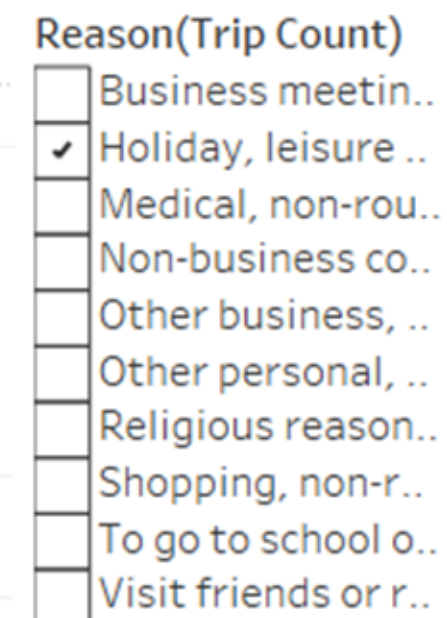 Reason(Trip Count)
Business meetin..
Holiday, leisure ..
Medical, non-rou..
Non-business co..
Other business, ..
Other personal, ..
Religious reason..
Shopping, non-r..
To go to school o..
Visit friends or r..